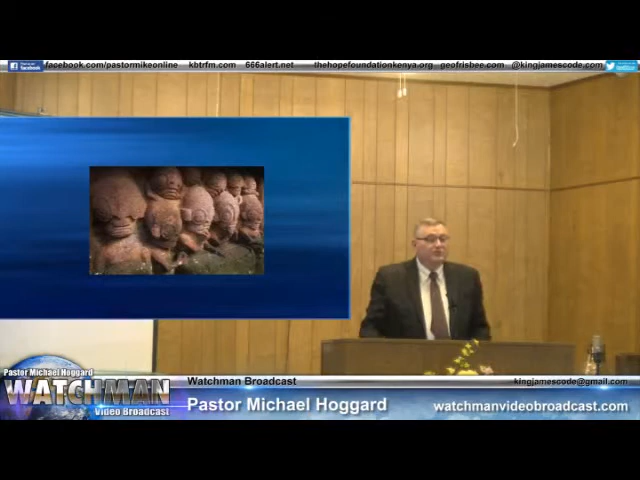 facebook.com/pastormikeonline kbtrfm.com 666alert.net thehopefoundationkenya.org geofrisbee.com @kingjamescode
facebook
Pastor Michael Hoggard
WATCHMAN
Video Broadcast
Watchman Broadcast
kingjamescode@gmail.com
Pastor Michael Hoggard
watchmanvideobroadcast.com